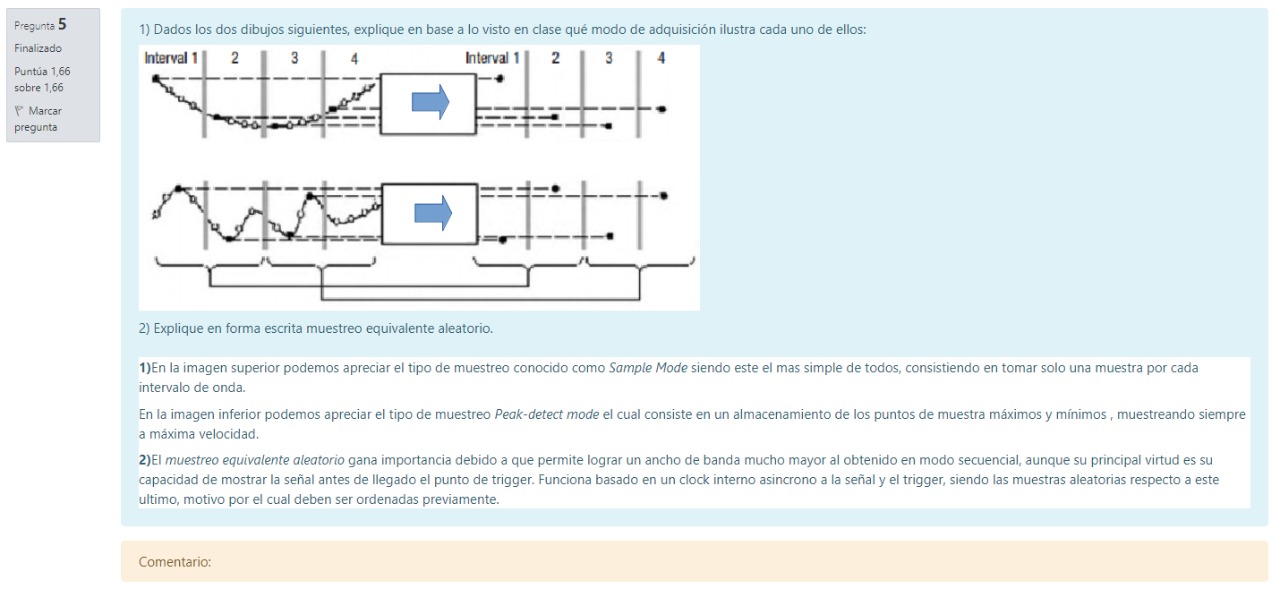 Pregunta 5
Finalizado
Puntúa 1,66
sobre 1,66
Marcar
pregunta
1) Dados los dos dibujos siguientes, explique en base a lo visto en clase qué modo de adquisición ilustra cada uno de ellos:
Interval 1 2 3 4 Interval 1 2 3 4
2) Explique en forma escrita muestreo equivalente aleatorio.
1)En la imagen superior podemos apreciar el tipo de muestreo conocido como Sample Mode siendo este el mas simple de todos, consistiendo en tomar solo una muestra por cada
intervalo de onda.
En la imagen inferior podemos apreciar el tipo de muestreo Peak-detect mode el cual consiste en un almacenamiento de los puntos de muestra máximos y mínimos , muestreando siempre
a máxima velocidad.
2)El muestreo equivalente aleatorio gana importancia debido a que permite lograr un ancho de banda mucho mayor al obtenido en modo secuencial, aunque su principal virtud es su
capacidad de mostrar la señal antes de llegado el punto de trigger. Funciona basado en un clock interno asincrono a la señal y el trigger, siendo las muestras aleatorias respecto a este
ultimo, motivo por el cual deben ser ordenadas previamente.
Comentario: